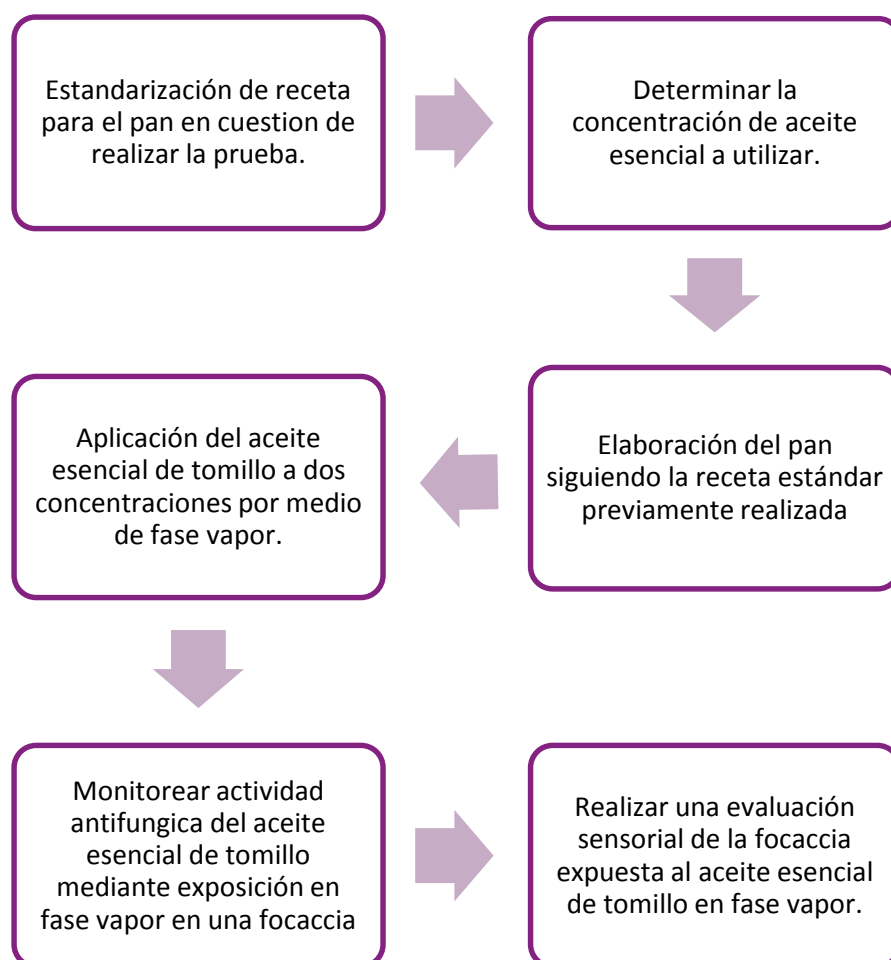 Estandarización de receta
para el pan en cuestion de
realizar la prueba.
Determinar la
concentración de aceite
esencial a utilizar.
Elaboración del pan
siguiendo la receta estándar
previamente realizada
Aplicación del aceite
esencial de tomillo a dos
concentraciones por medio
de fase vapor.
Monitorear actividad
antifungica del aceite
esencial de tomillo
mediante exposición en
fase vapor en una focaccia
Realizar una evaluación
sensorial de la focaccia
expuesta al aceite esencial
de tomillo en fase vapor.